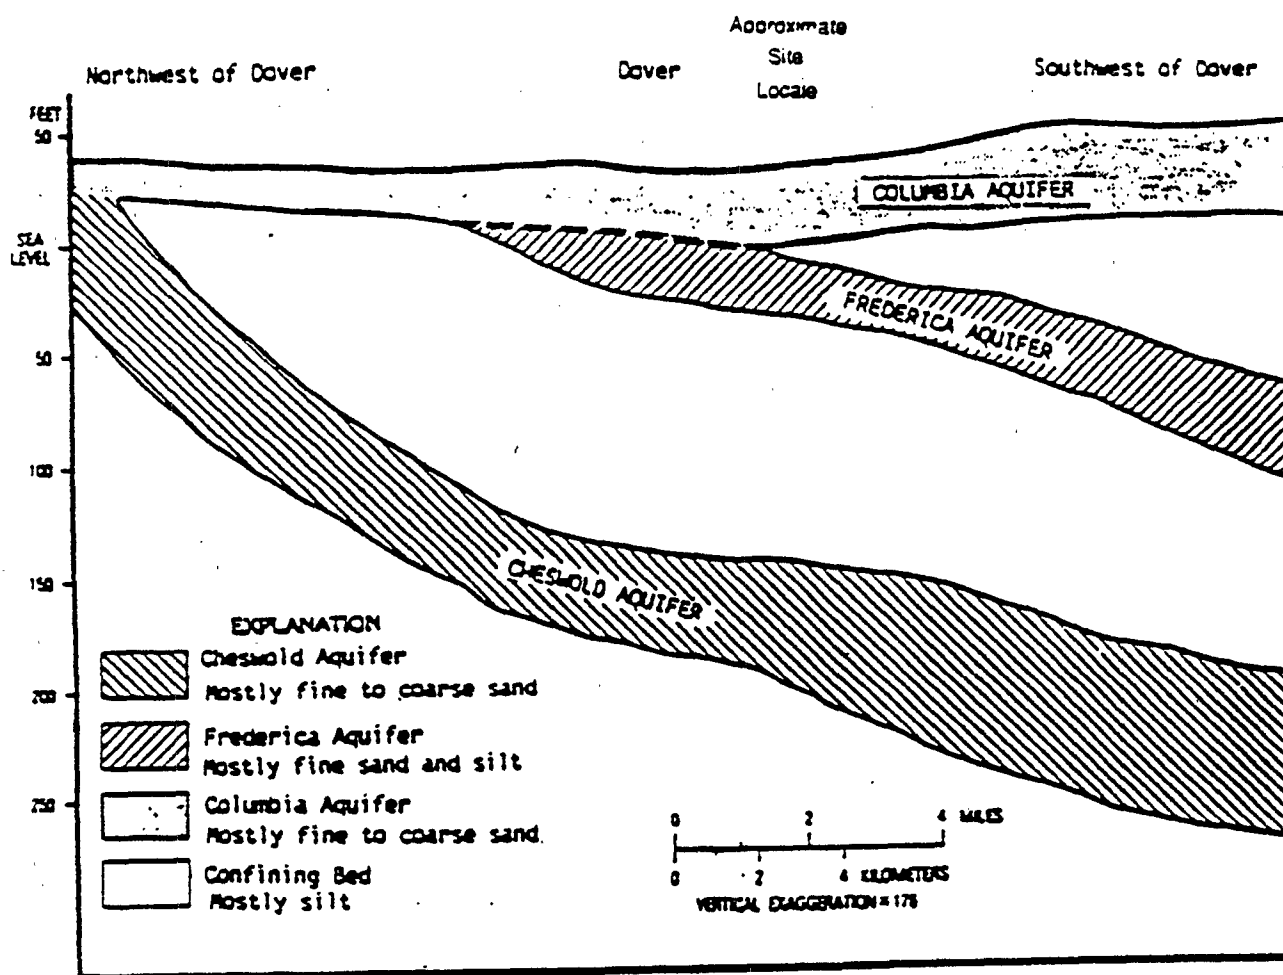 Approximate
Site
Locale
Northwest of Dover
Dover
Southwest of Dover
FEET
50
SEA
LEVEL
50
100
150
200
250
COLUMBIA AQUIFER
FREDERICA AQUIFER
CHESWOLD AQUIFER
EXPLANATION
Cheswold Aquifer
Mostly fine to coarse sand
Frederica Aquifer
Mostly fine sand and silt
Columbia Aquifer
Mostly fine to coarse sand.
Confining Bed
Mostly silt
0 2 4 MILES
0 2 4 KILOMETERS
VERTICAL EXAGGERATION = 176